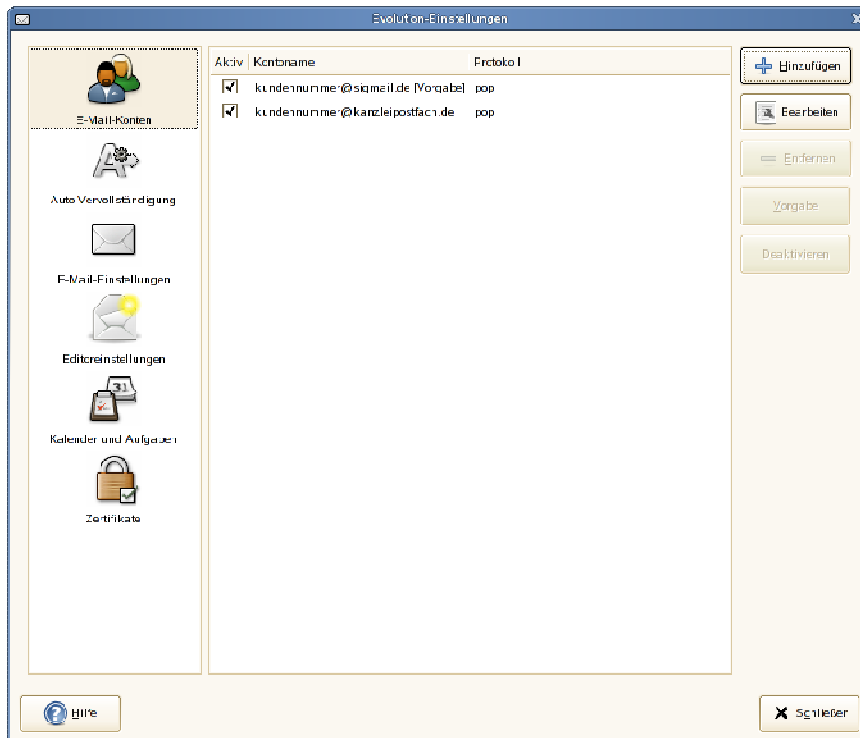 Evolution-Einstellungen
E-Mail-Konten
Auto Vervollständigung
E-Mail-Einstellungen
Editoreinstellungen
Kalender und Aufgaben
Zertifikate
Aktiv Kontoname Protokoll
kundennummer@sigmail.de [Vorgabe] pop
kundennummer@kanzleipostfach.de pop
Hinzufügen
Bearbeiten
Entfernen
Vorgabe
Deaktivieren
Hilfe
Schließen
31